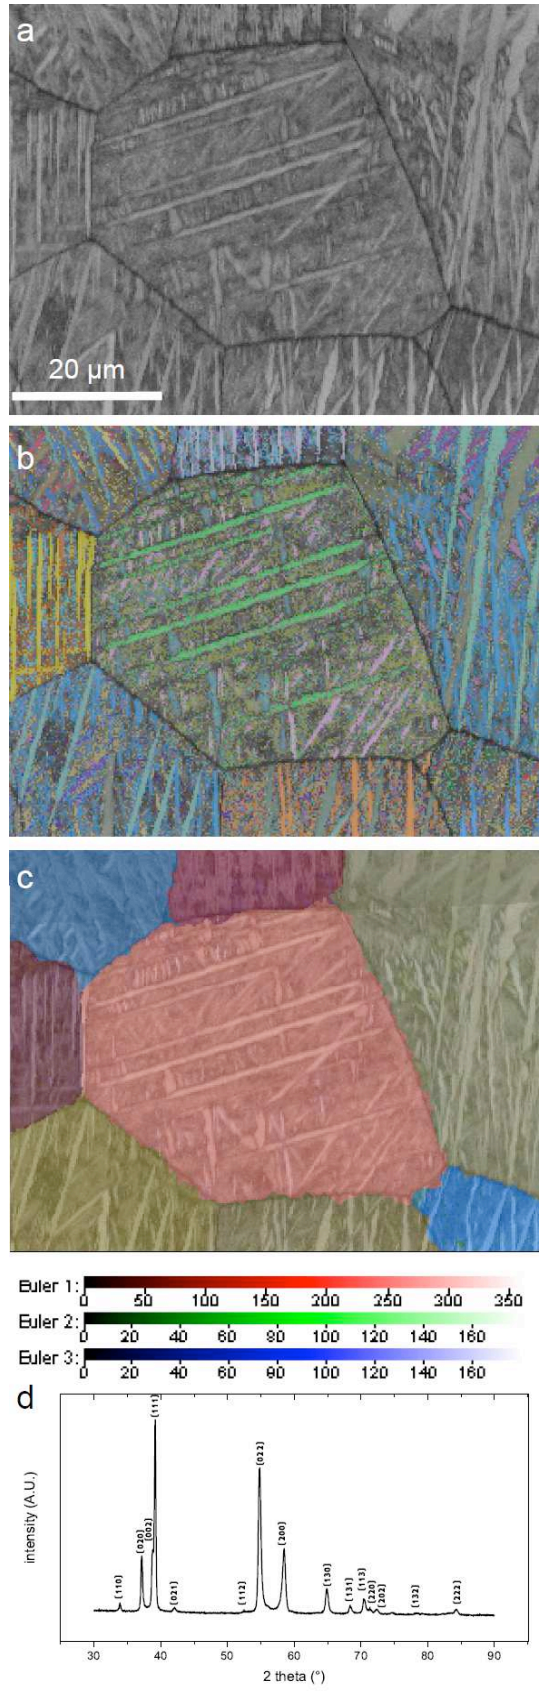 a
20 µm
b
c
Euler 1:
0 50 100 150 200 250 300 350
Euler 2:
0 20 40 60 80 100 120 140 160
Euler 3:
0 20 40 60 80 100 120 140 160
d
intensity (A.U.)
[110]
[020]
[002]
[111]
[021]
[112]
[022]
[200]
[130]
[131]
[113]
[220]
[202]
[132]
[222]
30 40 50 60 70 80 90
2 theta (°)